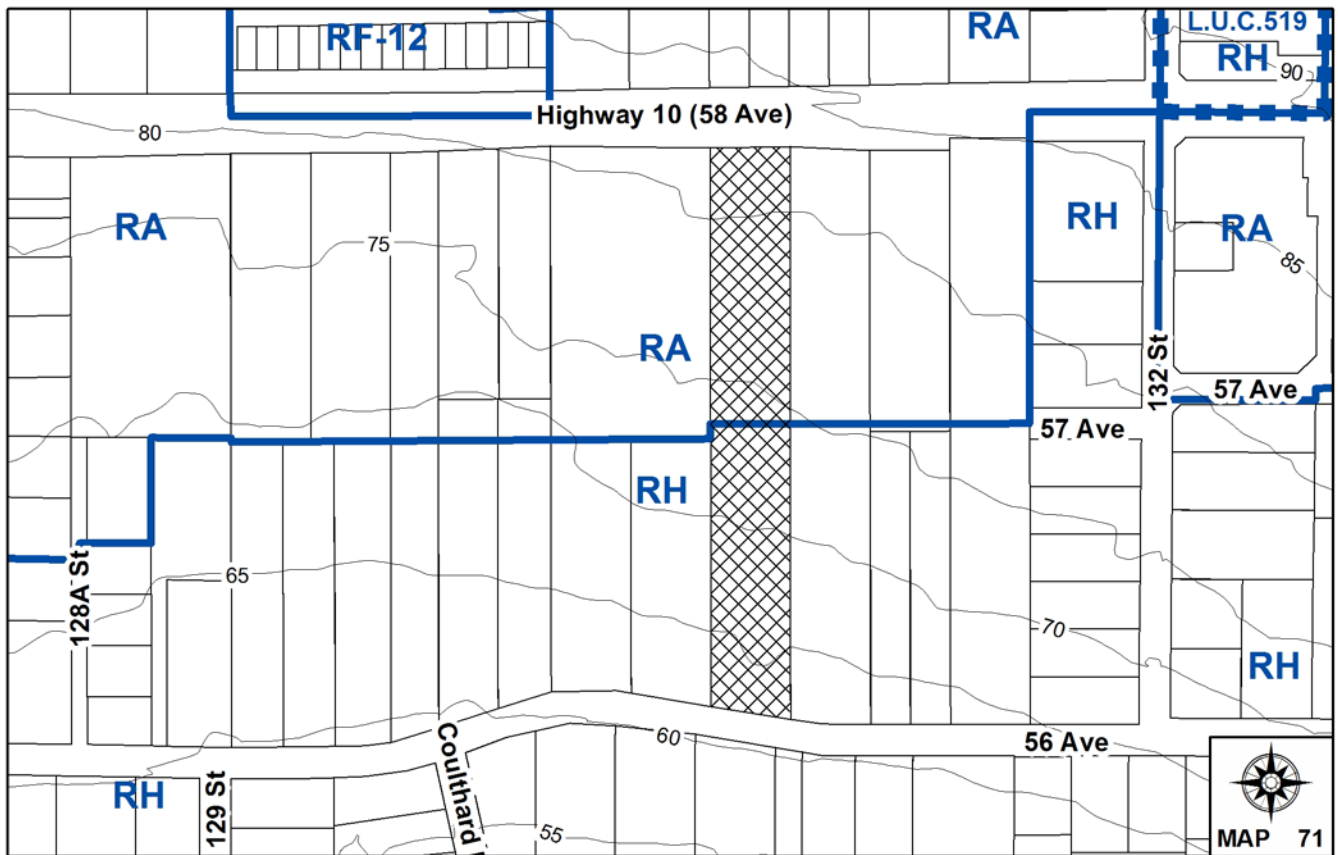 RF-12
RA
L.U.C.519
RH
90
Highway 10 (58 Ave)
80
RA
75
RH
RA
85
RA
132 St
57 Ave
57 Ave
RH
128A St
65
70
RH
Coulthard
60
56 Ave
RH
129 St
55
MAP 71